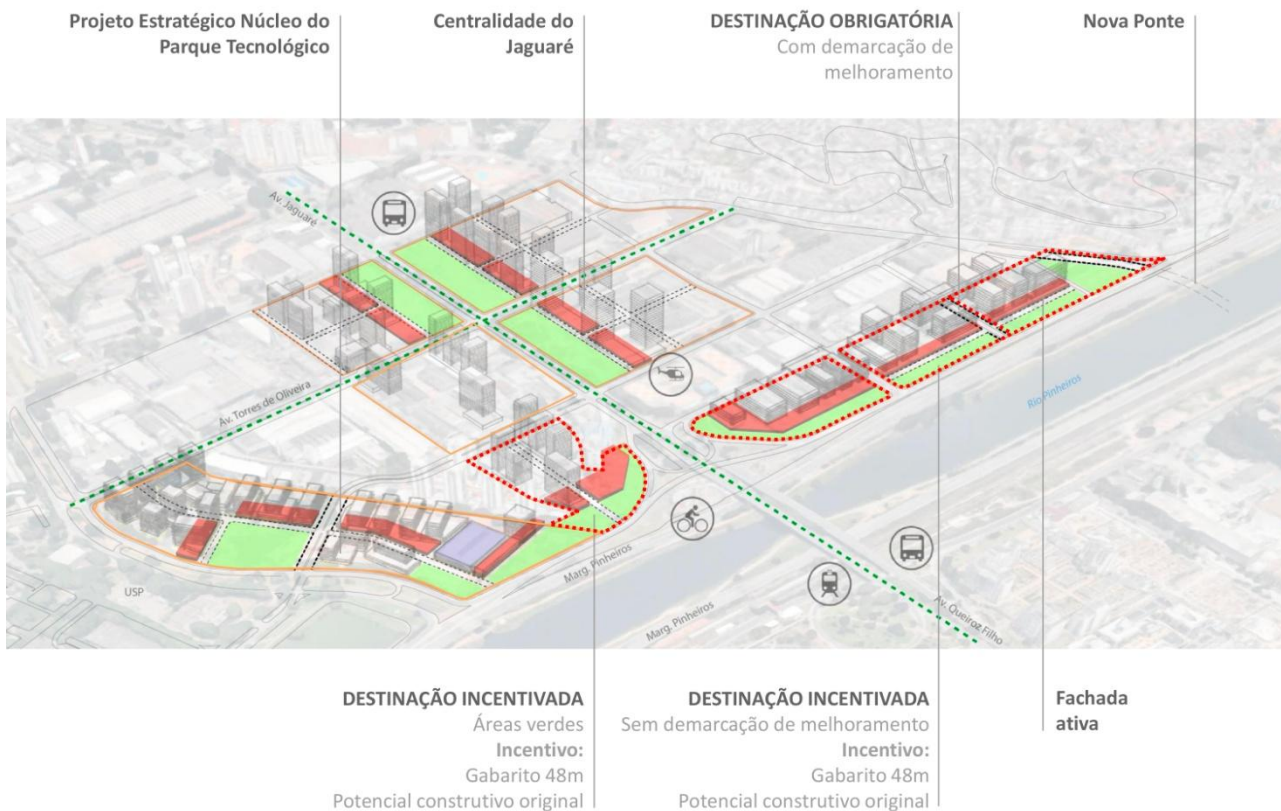 Projeto Estratégico Núcleo do
Parque Tecnológico
Centralidade do
Jaguaré
DESTINAÇÃO OBRIGATÓRIA
Com demarcação de
melhoramento
Nova Ponte
Av. Jaguaré
Av. Torres de Oliveira
Rio Pinheiros
USP
Marg. Pinheiros
Marg. Pinheiros
Av. Queiroz Filho
DESTINAÇÃO INCENTIVADA
Áreas verdes
Incentivo:
Gabarito 48m
Potencial construtivo original
DESTINAÇÃO INCENTIVADA
Sem demarcação de melhoramento
Incentivo:
Gabarito 48m
Potencial construtivo original
Fachada
ativa